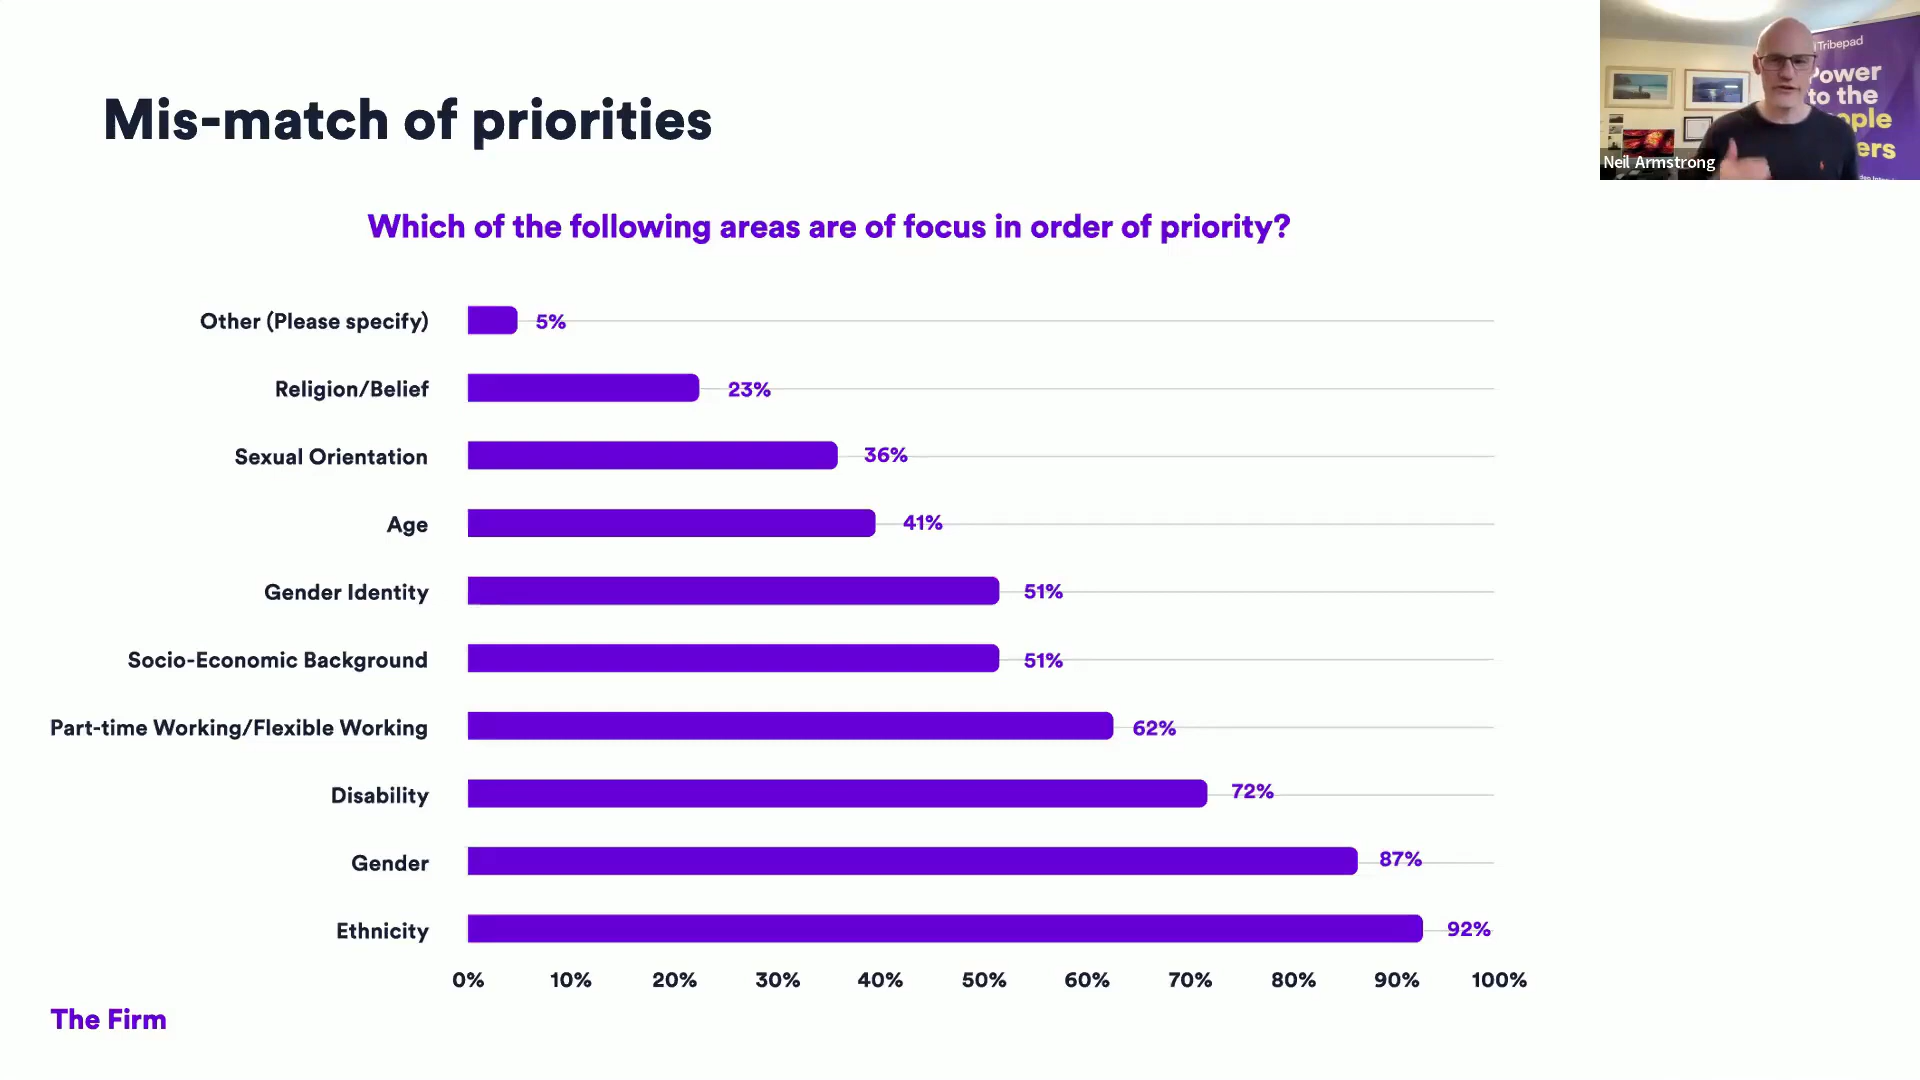 Mis-match of priorities
Which of the following areas are of focus in order of priority?
Other (Please specify)
5%
Religion/Belief
23%
Sexual Orientation
36%
Age
41%
Gender Identity
51%
Socio-Economic Background
51%
Part-time Working/Flexible Working
62%
Disability
72%
Gender
87%
Ethnicity
92%
0% 10% 20% 30% 40% 50% 60% 70% 80% 90% 100%
The Firm
Tribepad
Power
to the
ople
ers
Neil Armstrong